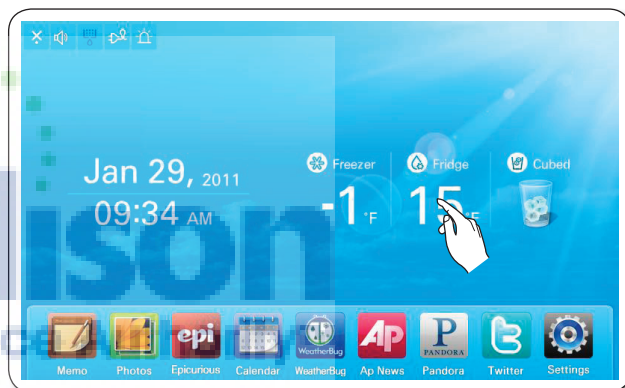 Freezer
Fridge
Cubed
Jan 29, 2011
09:34 AM
-1 °F
15 °F
epi
WeatherBug
AP
P
PANDORA
Memo
Photos
Epicurious
Calendar
WeatherBug
Ap News
Pandora
Twitter
Settings